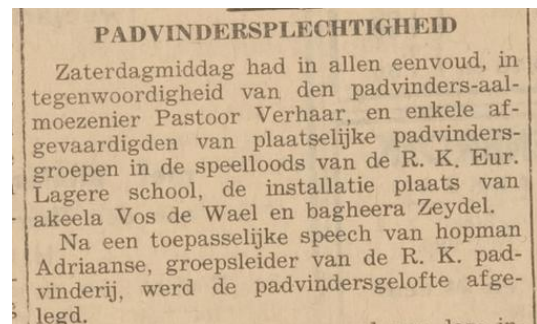 PADVINDERSPLECHTIGHEID
Zaterdagmiddag had in allen eenvoud, in
tegenwoordigheid van den padvinders-aal-
moezenier Pastoor Verhaar, en enkele af-
gevaardigden van plaatselijke padvinders-
groepen in de speelloods van de R. K. Eur.
Lagere school, de installatie plaats van
akeela Vos de Wael en bagheera Zeydel.
Na een toepasselijke speech van hopman
Adriaanse, groepsleider van de R. K. pad-
vinderij, werd de padvindersgelofte afge-
legd.